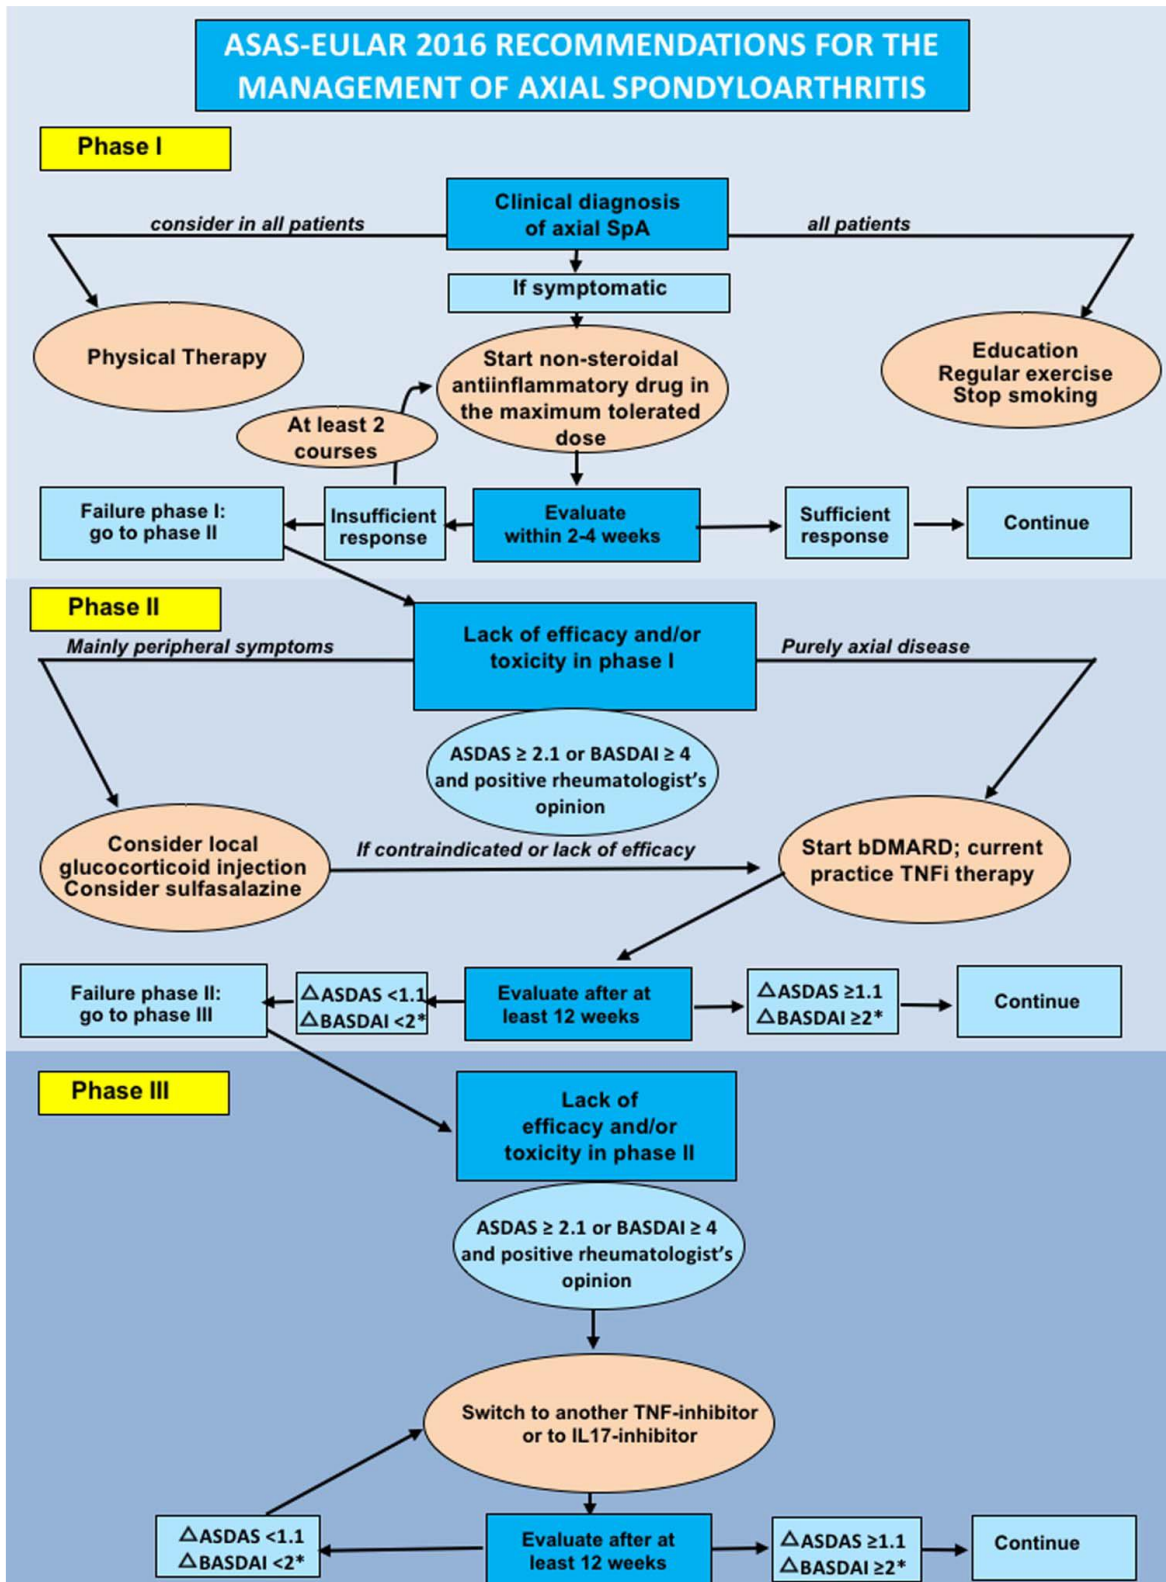 ASAS-EULAR 2016 RECOMMENDATIONS FOR THE
MANAGEMENT OF AXIAL SPONDYLOARTHRITIS
Phase I
Clinical diagnosis
of axial SpA
consider in all patients
all patients
If symptomatic
Physical Therapy
Start non-steroidal
antiinflammatory drug in
the maximum tolerated
dose
Education
Regular exercise
Stop smoking
At least 2
courses
Failure phase I:
go to phase II
Insufficient
response
Evaluate
within 2-4 weeks
Sufficient
response
Continue
Phase II
Lack of efficacy and/or
toxicity in phase I
Mainly peripheral symptoms
Purely axial disease
ASDAS ≥ 2.1 or BASDAI ≥ 4
and positive rheumatologist's
opinion
Consider local
glucocorticoid injection
Consider sulfasalazine
If contraindicated or lack of efficacy
Start bDMARD; current
practice TNFi therapy
Failure phase II:
go to phase III
△ASDAS <1.1
△BASDAI <2*
Evaluate after at
least 12 weeks
△ASDAS ≥1.1
△BASDAI ≥2*
Continue
Phase III
Lack of
efficacy and/or
toxicity in phase II
ASDAS ≥ 2.1 or BASDAI ≥ 4
and positive rheumatologist's
opinion
Switch to another TNF-inhibitor
or to IL17-inhibitor
△ASDAS <1.1
△BASDAI <2*
Evaluate after at
least 12 weeks
△ASDAS ≥1.1
△BASDAI ≥2*
Continue